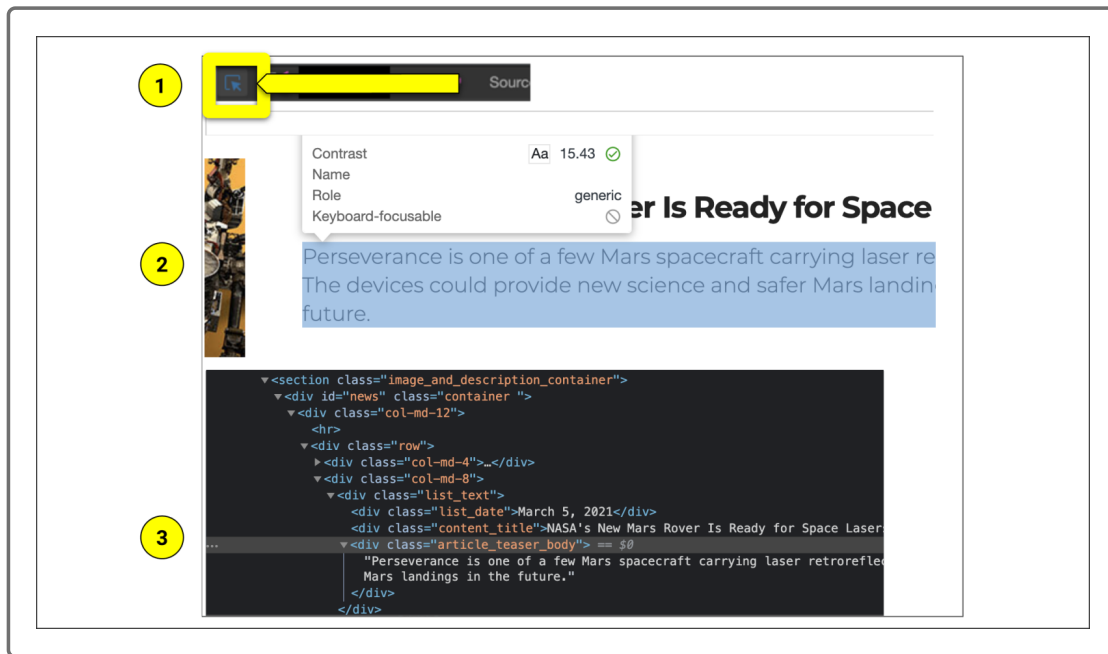 1
Sourc
Contrast Aa 15.43
Name
Role generic
Keyboard-focusable
er Is Ready for Space
2
Perseverance is one of a few Mars spacecraft carrying laser re
The devices could provide new science and safer Mars landin
future.
▼<section class="image_and_description_container">
▼<div id="news" class="container ">
▼<div class="col-md-12">
<hr>
▼<div class="row">
▶<div class="col-md-4">…</div>
▼<div class="col-md-8">
▼<div class="list_text">
<div class="list_date">March 5, 2021</div>
<div class="content_title">NASA's New Mars Rover Is Ready for Space Lasers
3
... ▼<div class="article_teaser_body"> == $0
"Perseverance is one of a few Mars spacecraft carrying laser retroreflec
Mars landings in the future."
</div>
</div>